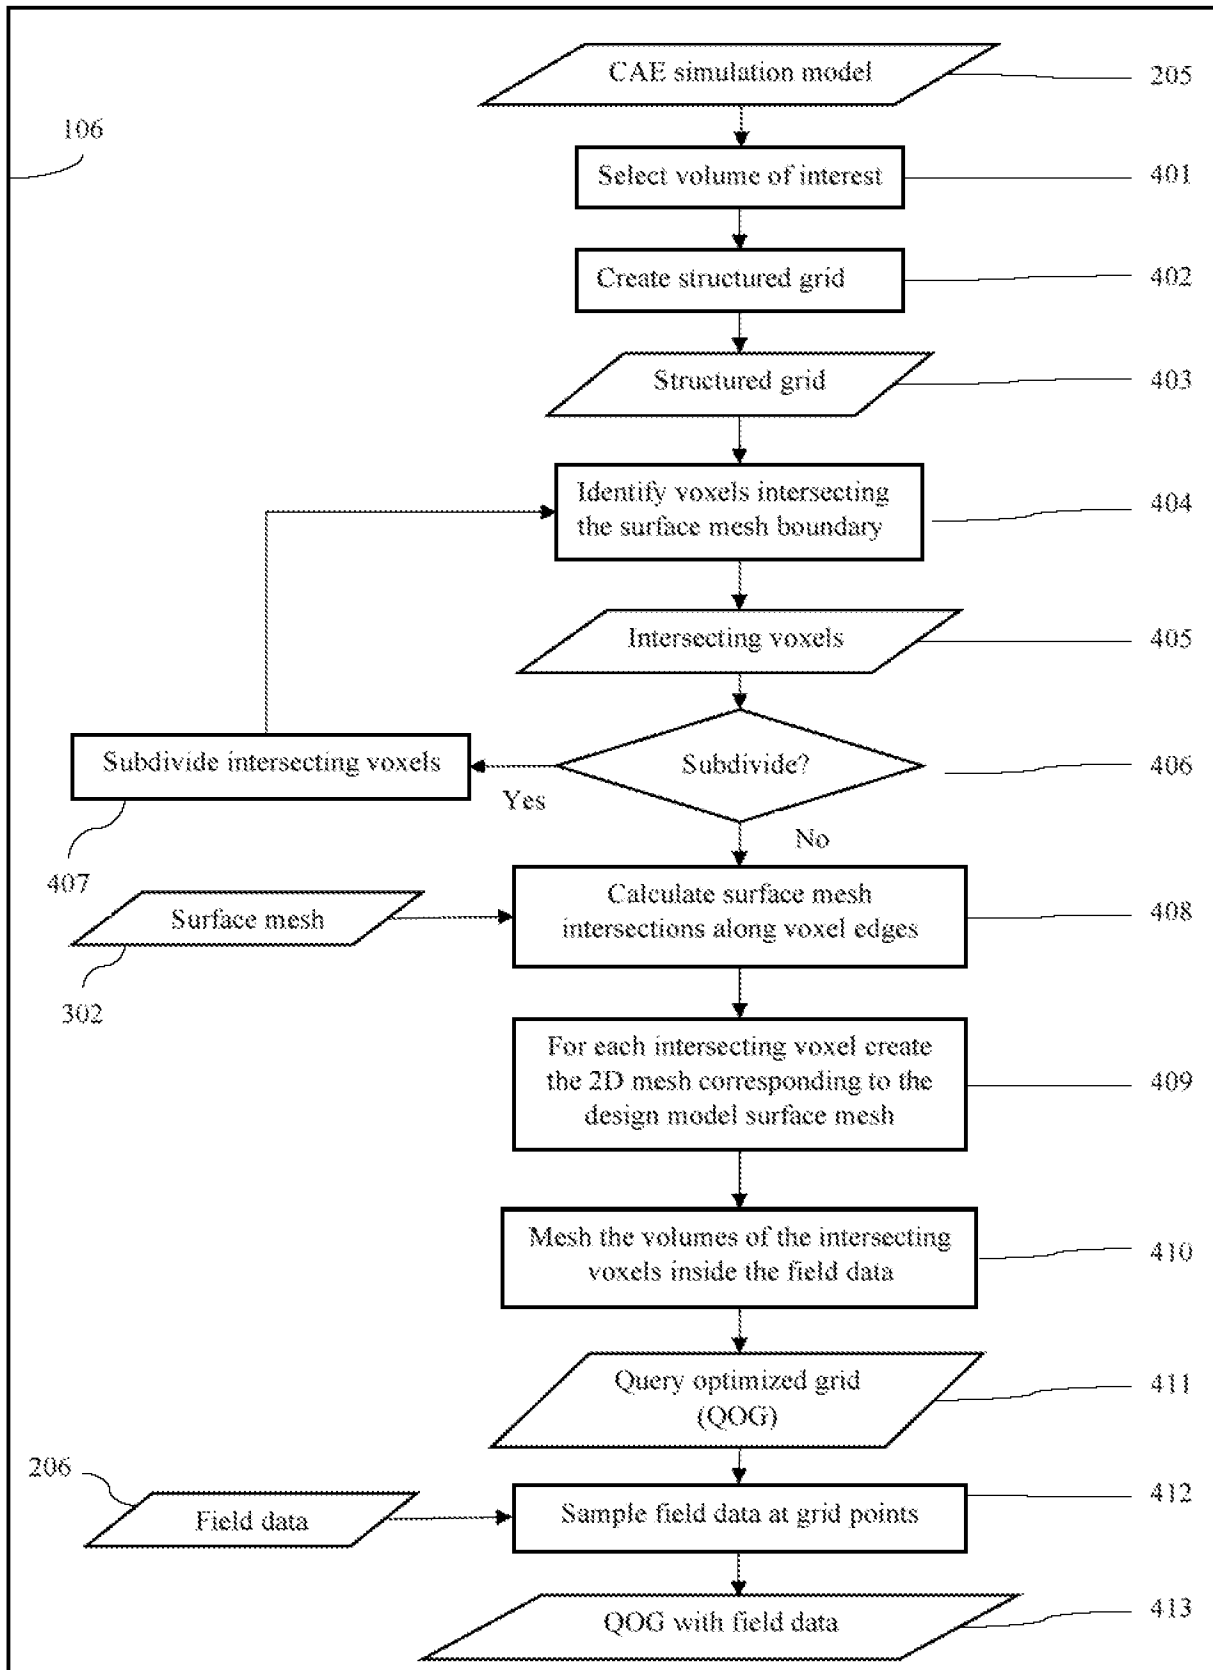 CAE simulation model
205
106
Select volume of interest
401
Create structured grid
402
Structured grid
403
Identify voxels intersecting
the surface mesh boundary
404
Intersecting voxels
405
Subdivide intersecting voxels
Subdivide?
406
Yes
No
407
Surface mesh
302
Calculate surface mesh
intersections along voxel edges
408
For each intersecting voxel create
the 2D mesh corresponding to the
design model surface mesh
409
Mesh the volumes of the intersecting
voxels inside the field data
410
Query optimized grid
(QOG)
411
206
Field data
Sample field data at grid points
412
QOG with field data
413